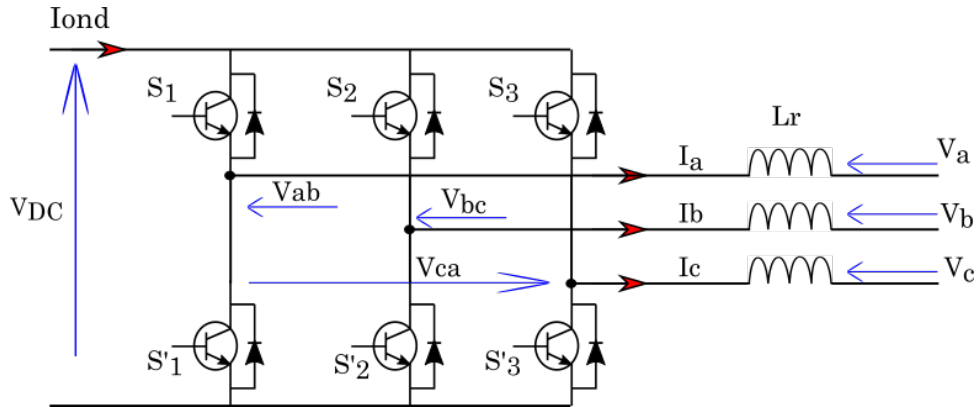 Iond
S1
S2
S3
Lr
Ia
Va
Vab
Vbc
VDC
Ib
Vb
Vca
Ic
Vc
S'1
S'2
S'3